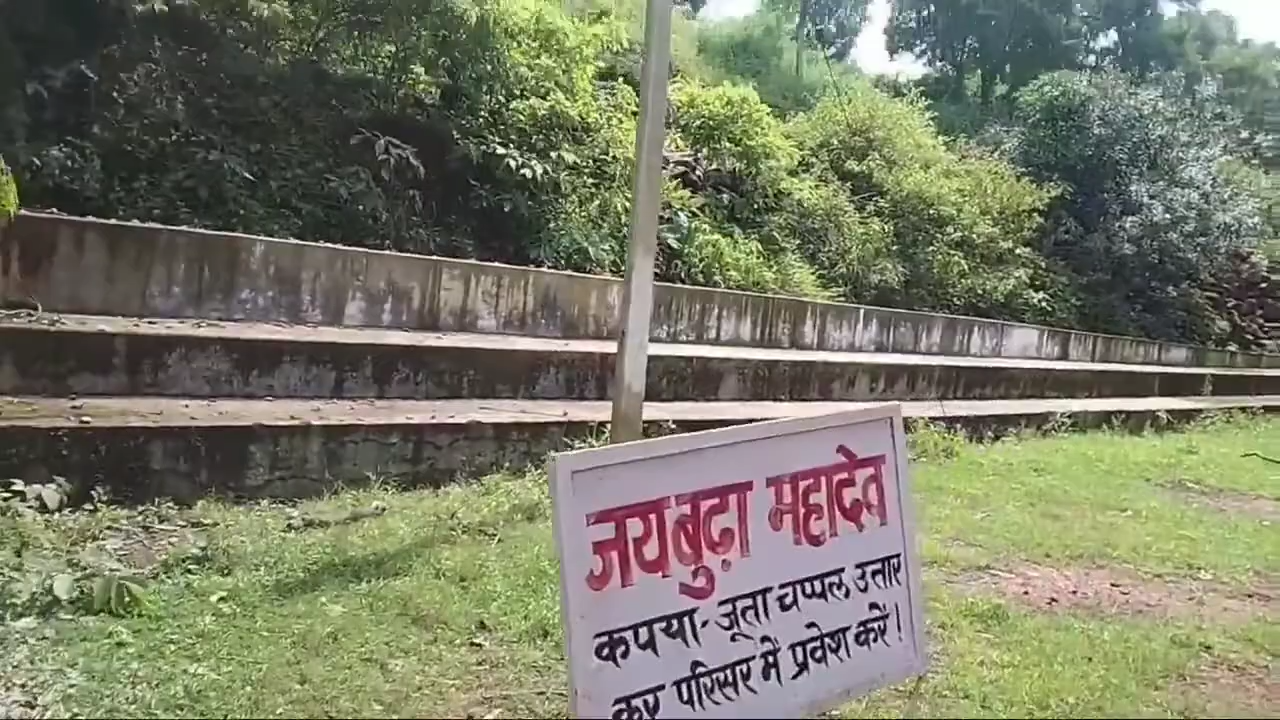 जयबुढ़ा महादेव
कपया-जूता चप्पल उतार
कर परिसर में प्रवेश करें!